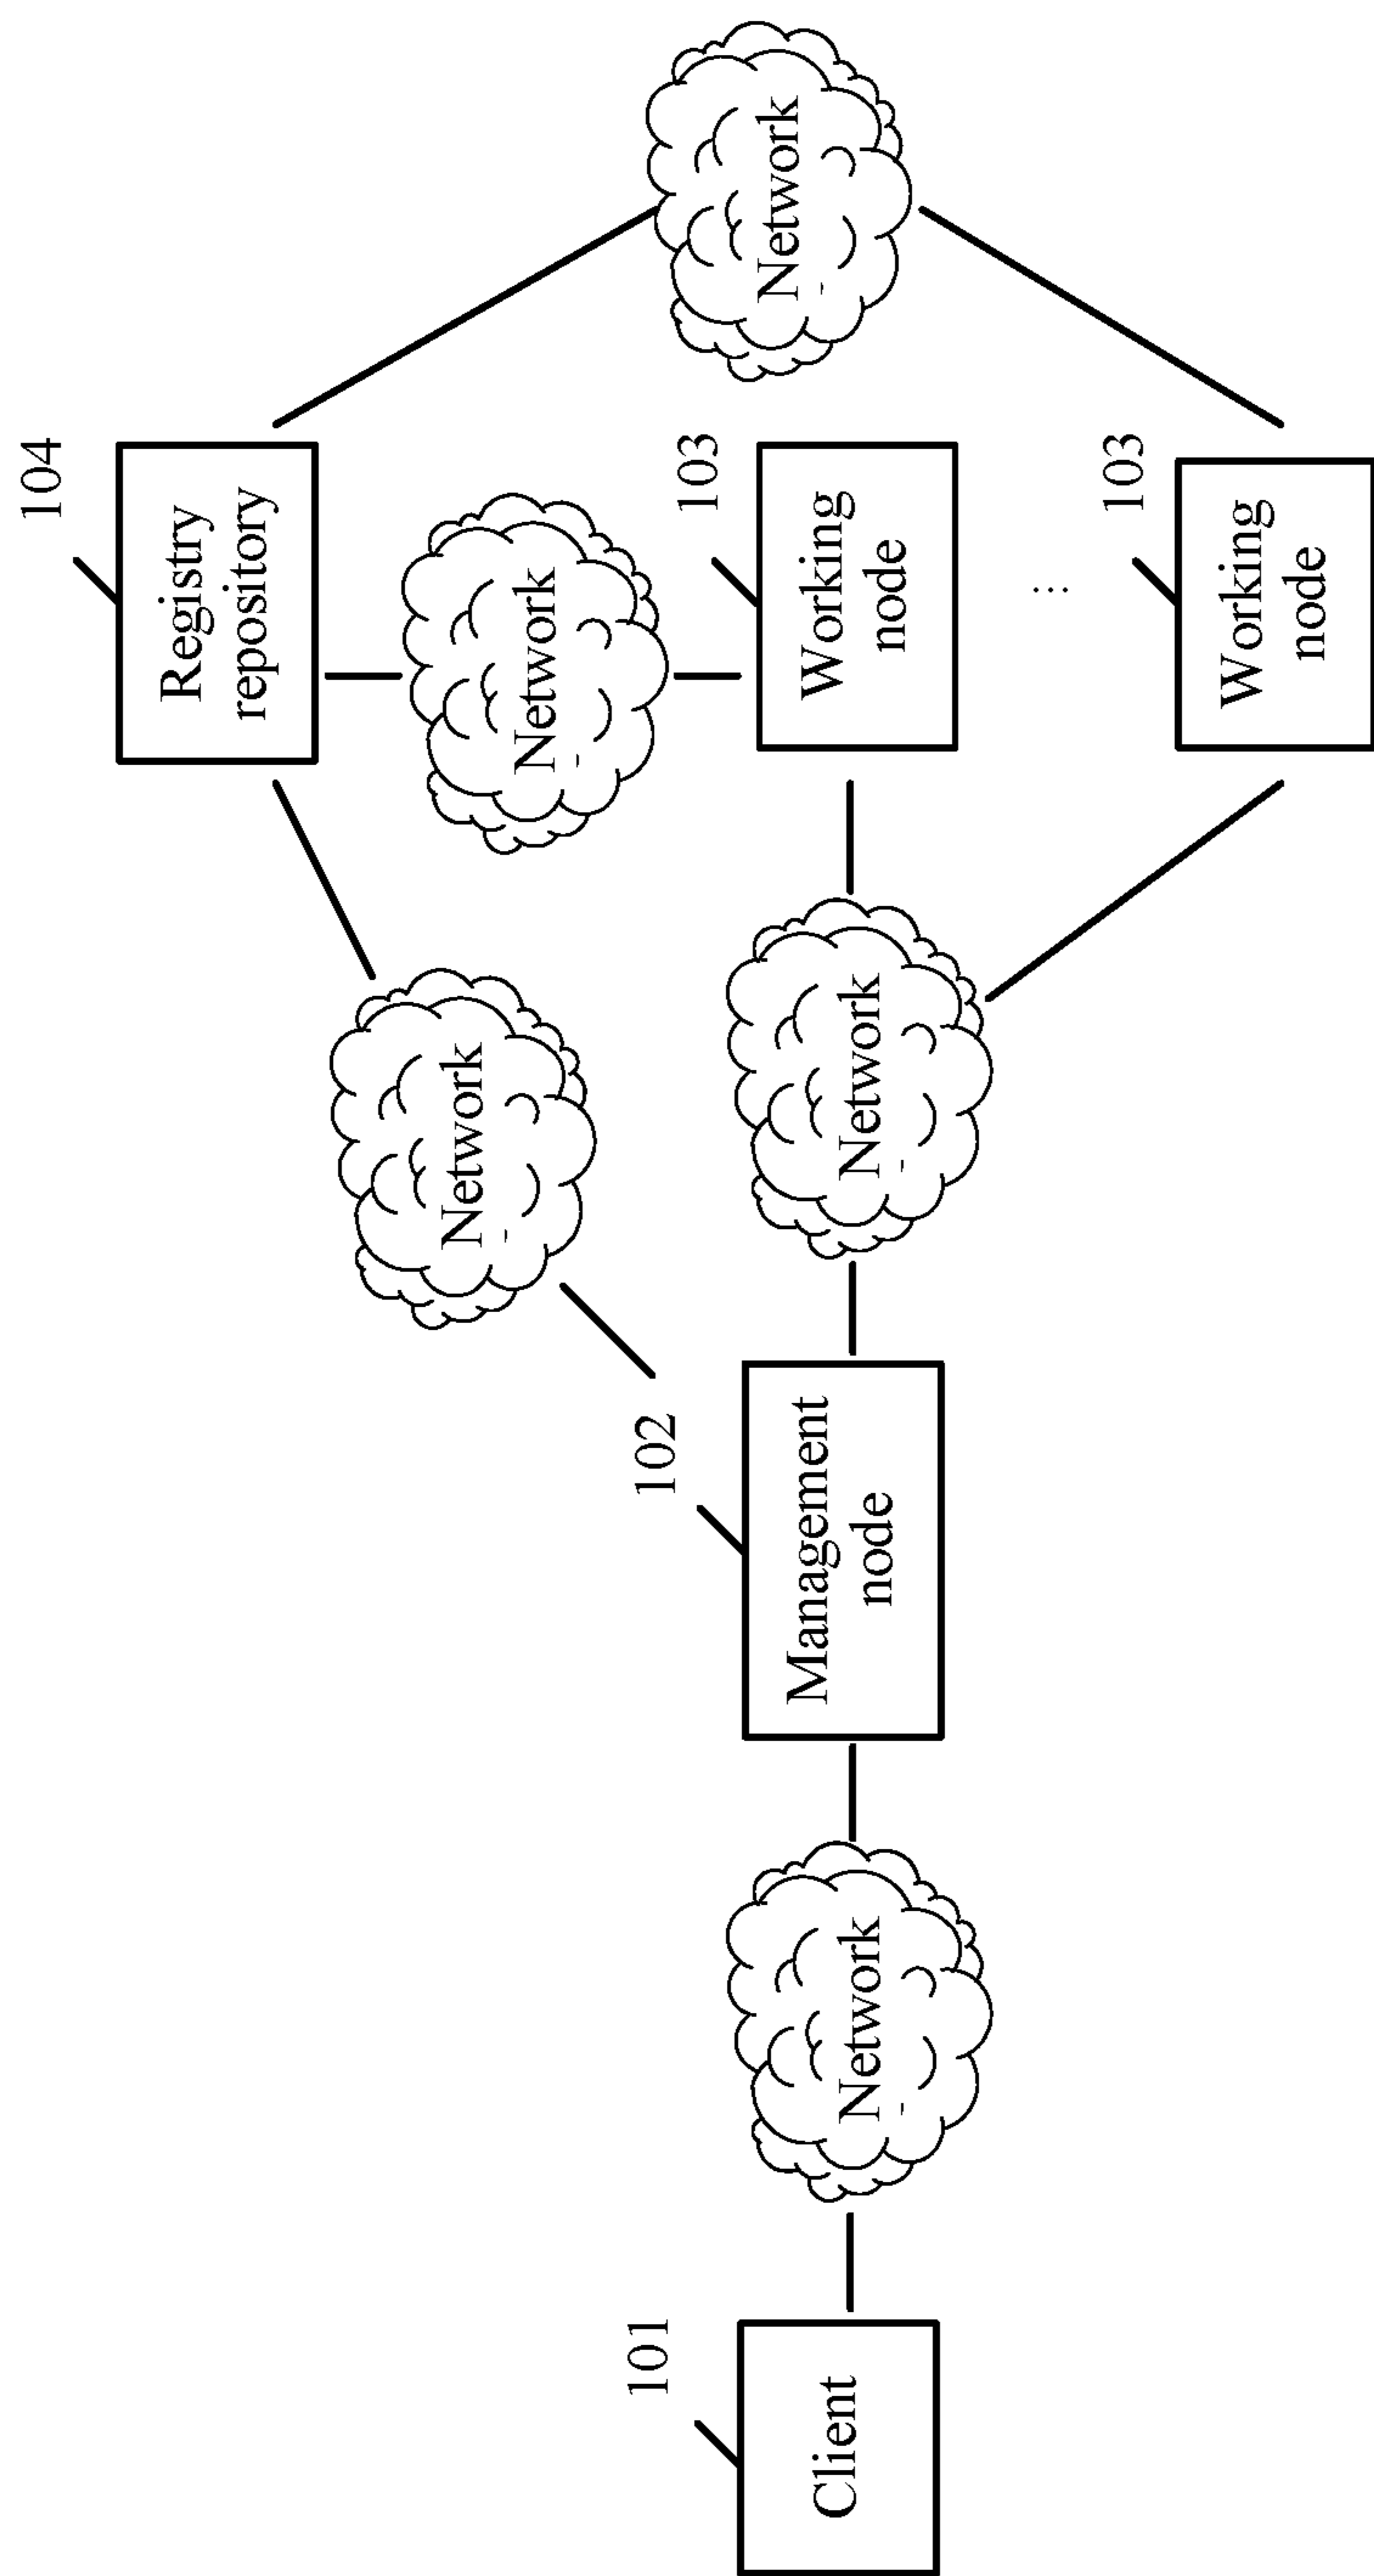 104
Registry
repository
Network
Network
Network
103
Working
node
...
103
Working
node
Network
102
Management
node
Network
101
Client